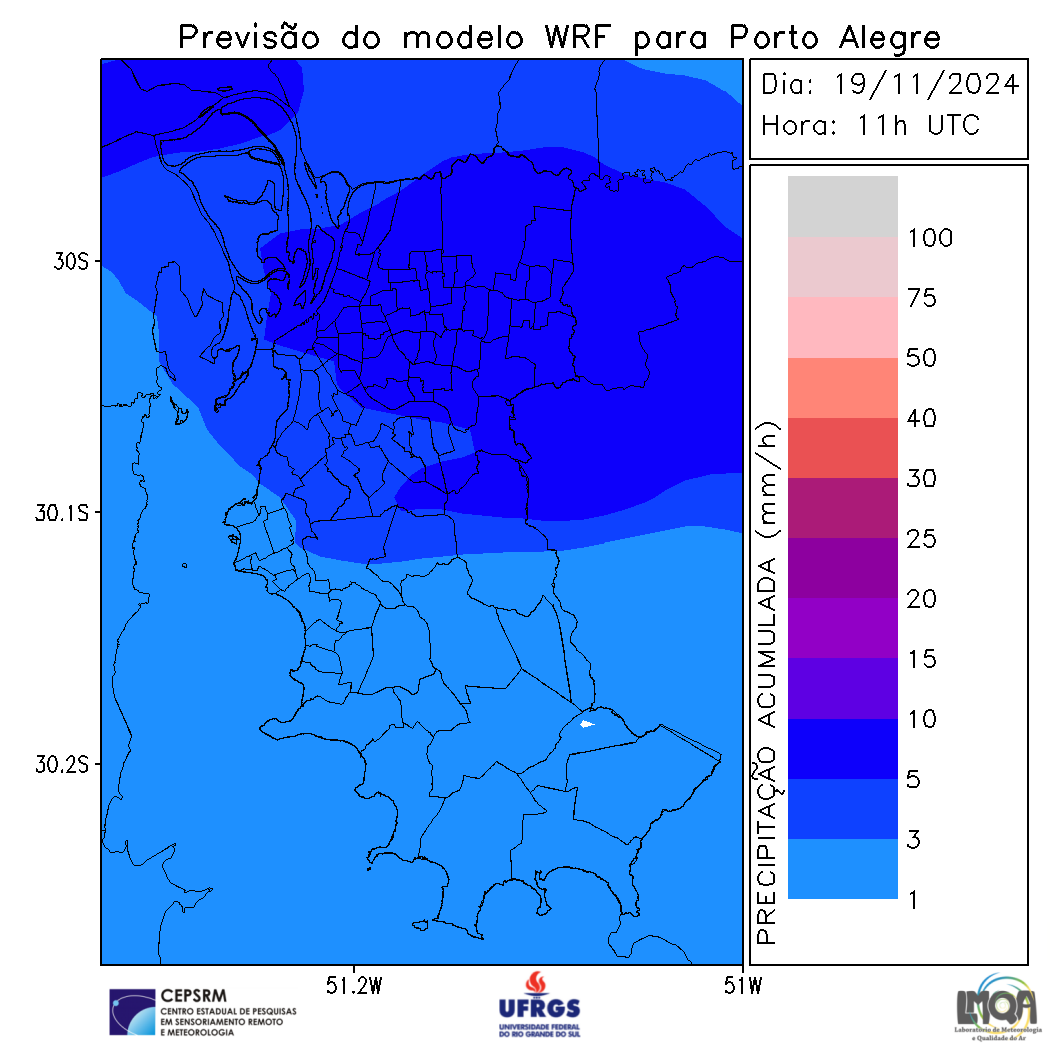 Previsão do modelo WRF para Porto Alegre
Dia: 19/11/2024
Hora: 11h UTC
30S
30.1S
30.2S
51.2W
51W
PRECIPITAÇÃO ACUMULADA (mm/h)
100
75
50
40
30
25
20
15
10
5
3
1
CEPSRM
CENTRO ESTADUAL DE PESQUISAS
EM SENSORIAMENTO REMOTO
E METEOROLOGIA
UFRGS
UNIVERSIDADE FEDERAL
DO RIO GRANDE DO SUL
LMQA
Laboratório de Meteorologia
e Qualidade do Ar